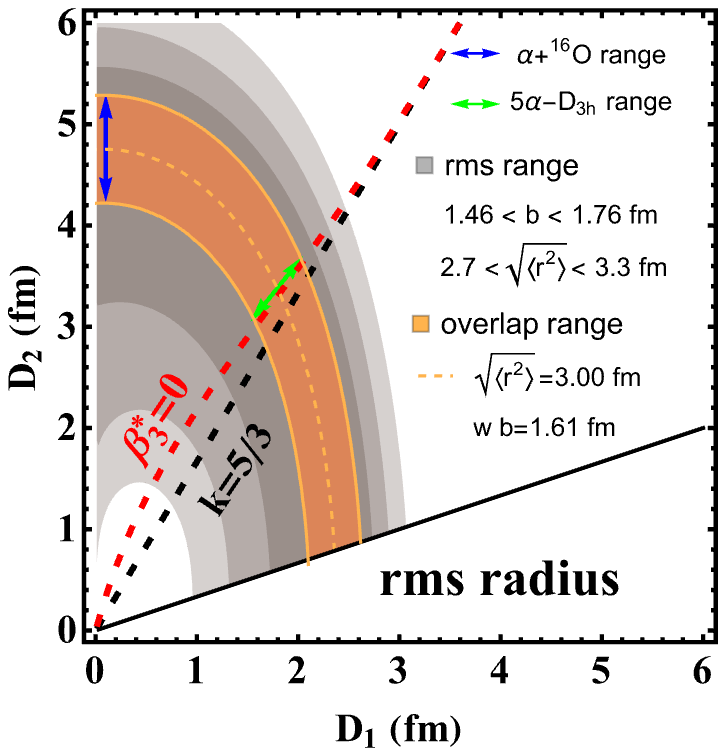 6
5
4
3
2
1
0
D₂ (fm)
α+¹⁶O range
5α−D₃ₕ range
rms range
1.46 < b < 1.76 fm
2.7 < √⟨r²⟩ < 3.3 fm
overlap range
√⟨r²⟩ =3.00 fm
w b=1.61 fm
β₃*=0
k=5/3
rms radius
0 1 2 3 4 5 6
D₁ (fm)